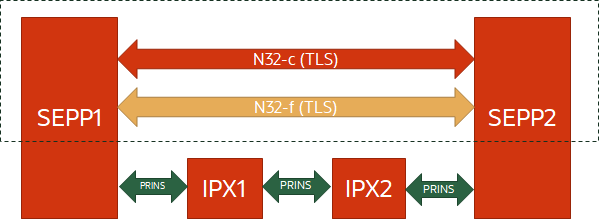 N32-c (TLS)
N32-f (TLS)
SEPP1
SEPP2
PRINS
IPX1
PRINS
IPX2
PRINS